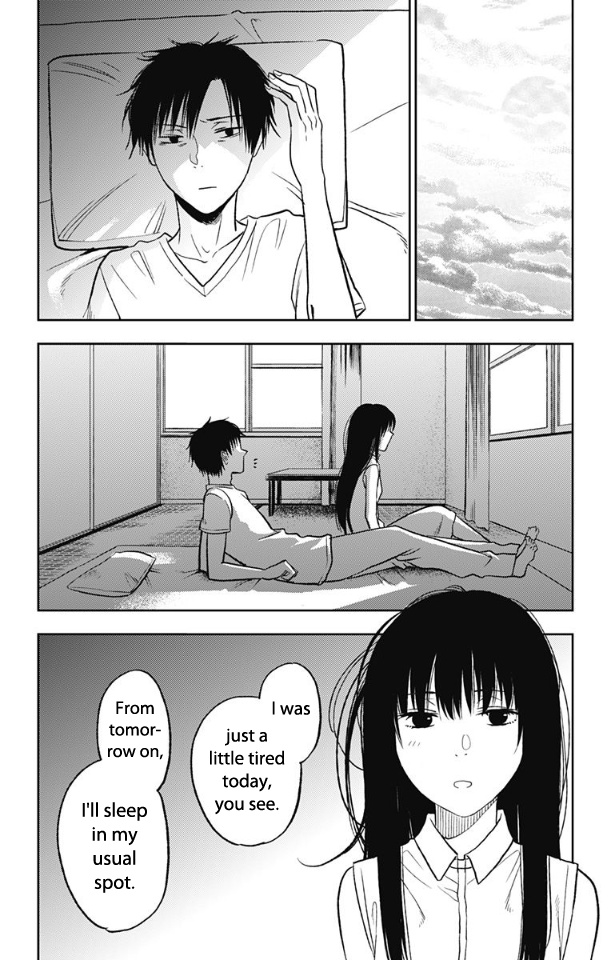 I was
just a
little tired
today,
you see.
From
tomor-
row on,
I'll sleep
in my
usual
spot.